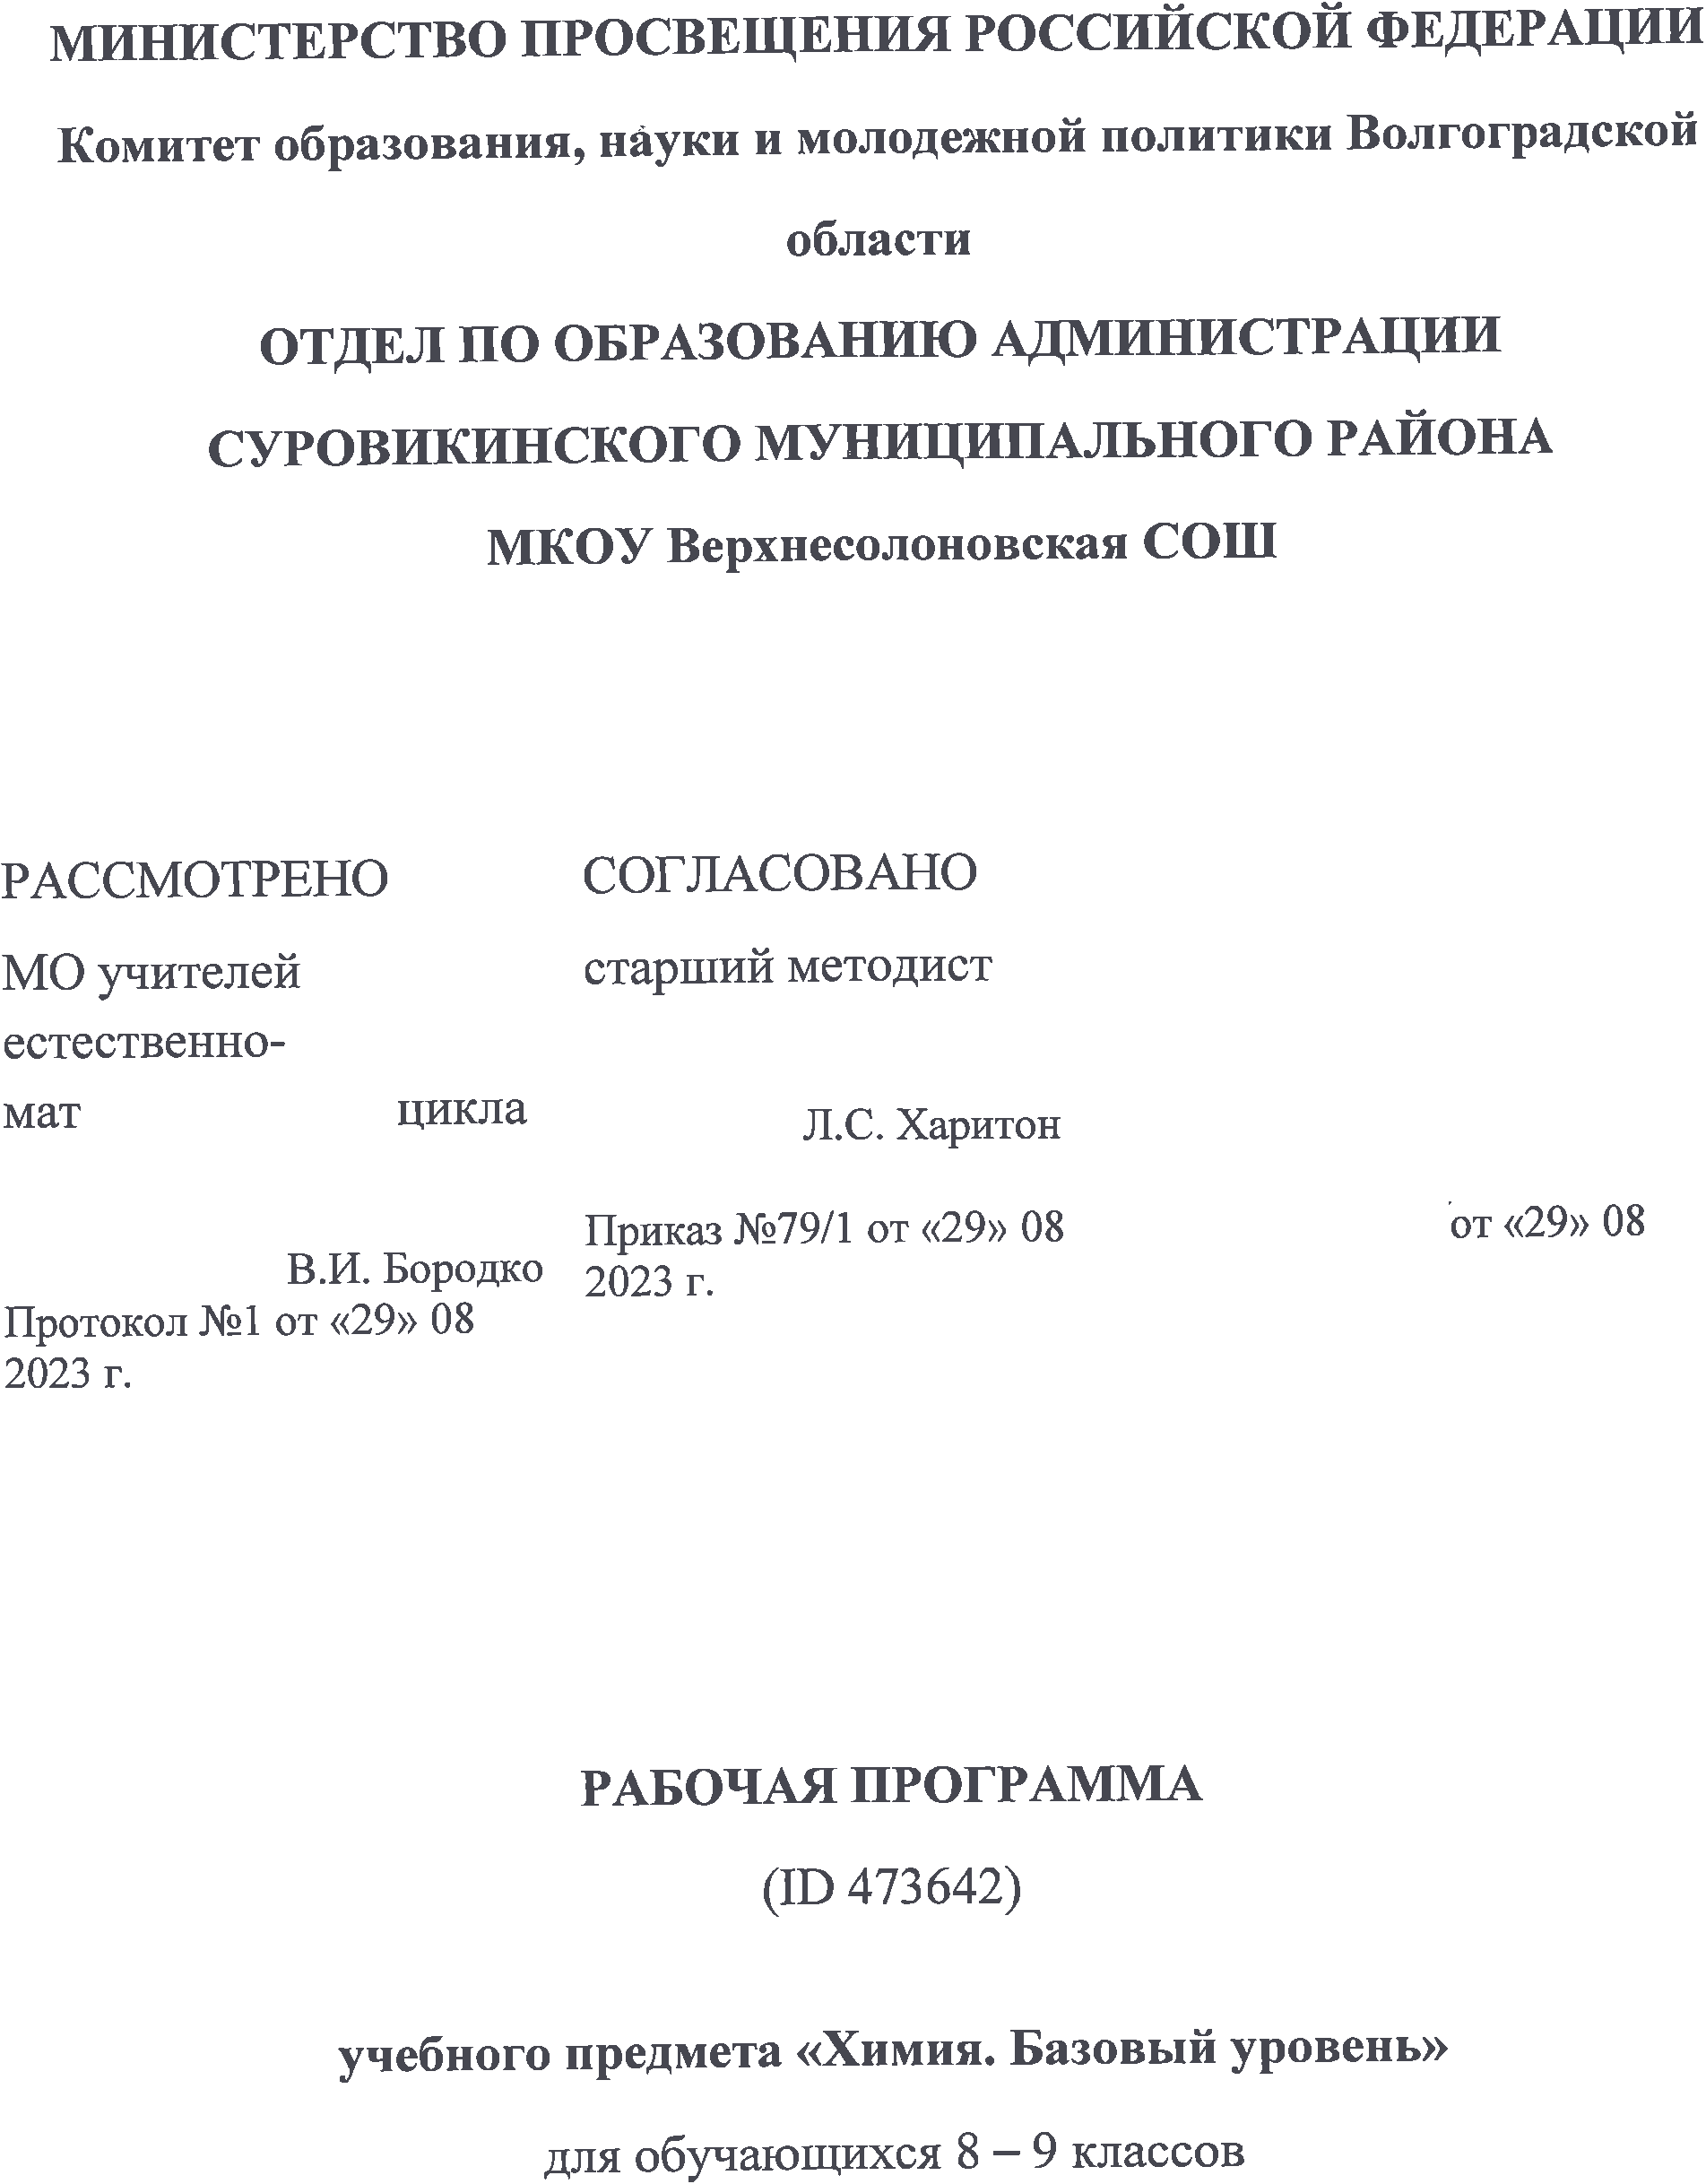 МИНИСТЕРСТВО ПРОСВЕЩЕНИЯ РОССИЙСКОЙ ФЕДЕРАЦИИ
Комитет образования, науки и молодежной политики Волгоградской
области
ОТДЕЛ ПО ОБРАЗОВАНИЮ АДМИНИСТРАЦИИ
СУРОВИКИНСКОГО МУНИЦИПАЛЬНОГО РАЙОНА
МКОУ Верхнесолоновская СОШ
РАССМОТРЕНО
МО учителей
естественно-
мат цикла
В.И. Бородко
Протокол №1 от «29» 08
2023 г.
СОГЛАСОВАНО
старший методист
Л.С. Харитон
Приказ №79/1 от «29» 08
2023 г.
от «29» 08
РАБОЧАЯ ПРОГРАММА
(ID 473642)
учебного предмета «Химия. Базовый уровень»
для обучающихся 8 – 9 классов